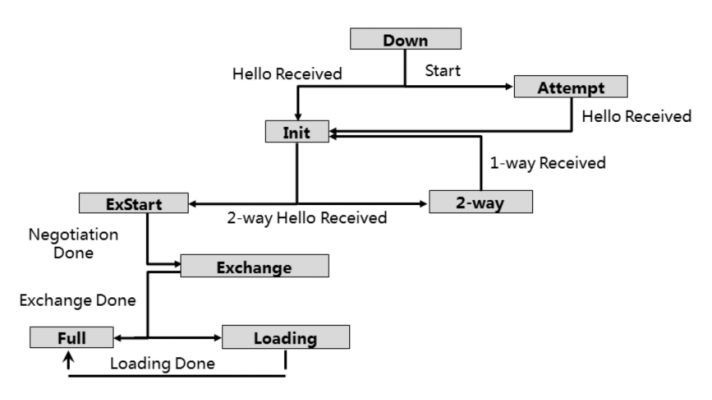 Down
Hello Received
Start
Attempt
Hello Received
Init
1-way Received
ExStart
2-way Hello Received
2-way
Negotiation
Done
Exchange
Exchange Done
Full
Loading
Loading Done